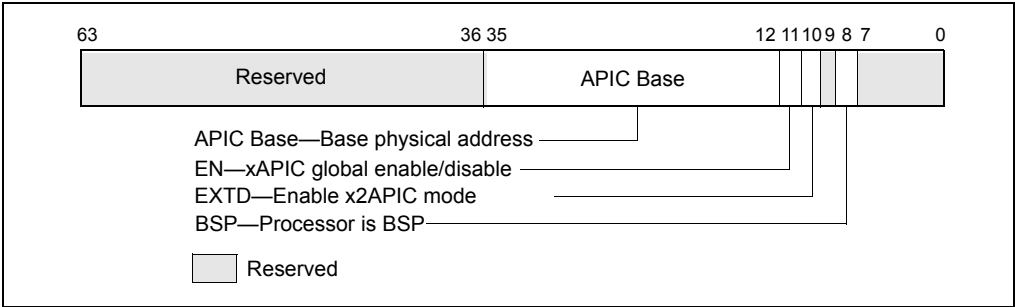 63 36 35 12 11 10 9 8 7 0
Reserved APIC Base
APIC Base—Base physical address
EN—xAPIC global enable/disable
EXTD—Enable x2APIC mode
BSP—Processor is BSP
Reserved